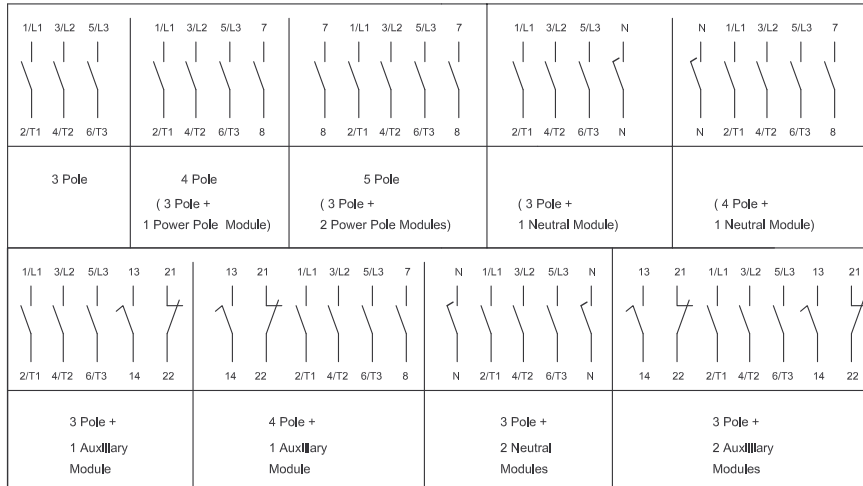 1/L1 3/L2 5/L3
2/T1 4/T2 6/T3
3 Pole
1/L1 3/L2 5/L3 7
2/T1 4/T2 6/T3 8
4 Pole
( 3 Pole +
1 Power Pole Module)
7 1/L1 3/L2 5/L3 7
8 2/T1 4/T2 6/T3 8
5 Pole
( 3 Pole +
2 Power Pole Modules)
1/L1 3/L2 5/L3 N
2/T1 4/T2 6/T3 N
( 3 Pole +
1 Neutral Module)
N 1/L1 3/L2 5/L3 7
N 2/T1 4/T2 6/T3 8
( 4 Pole +
1 Neutral Module)
1/L1 3/L2 5/L3 13 21
2/T1 4/T2 6/T3 14 22
3 Pole +
1 Auxiliary
Module
13 21 1/L1 3/L2 5/L3 7
14 22 2/T1 4/T2 6/T3 8
4 Pole +
1 Auxiliary
Module
N 1/L1 3/L2 5/L3 N
N 2/T1 4/T2 6/T3 N
3 Pole +
2 Neutral
Modules
13 21 1/L1 3/L2 5/L3 13 21
14 22 2/T1 4/T2 6/T3 14 22
3 Pole +
2 Auxiliary
Modules